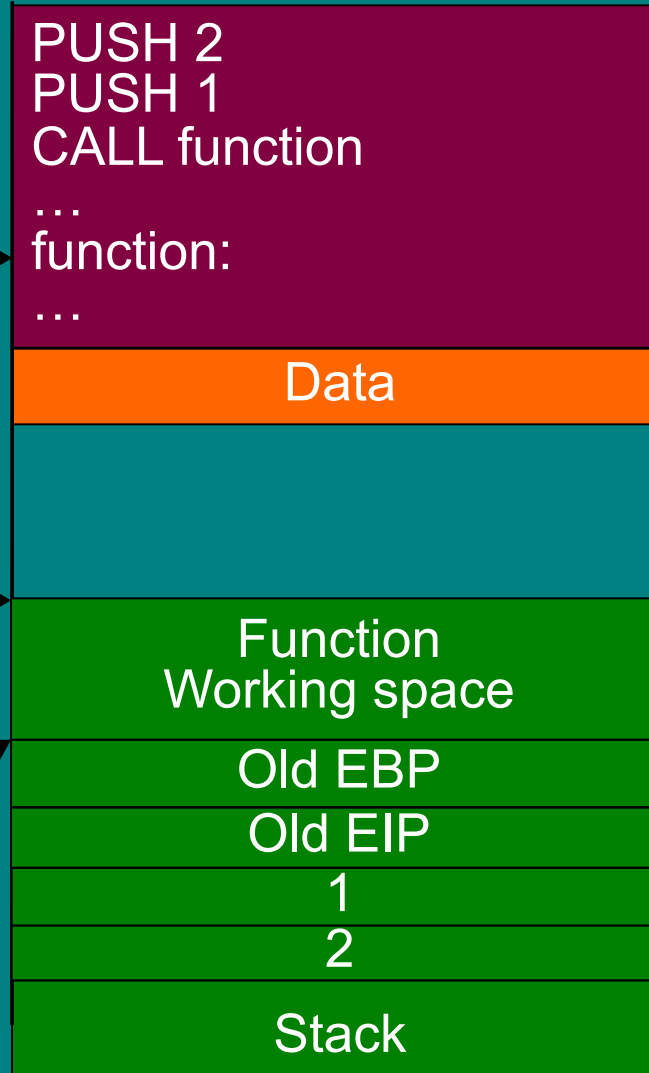 PUSH 2
PUSH 1
CALL function
…
function:
…
Data
Function
Working space
Old EBP
Old EIP
1
2
Stack